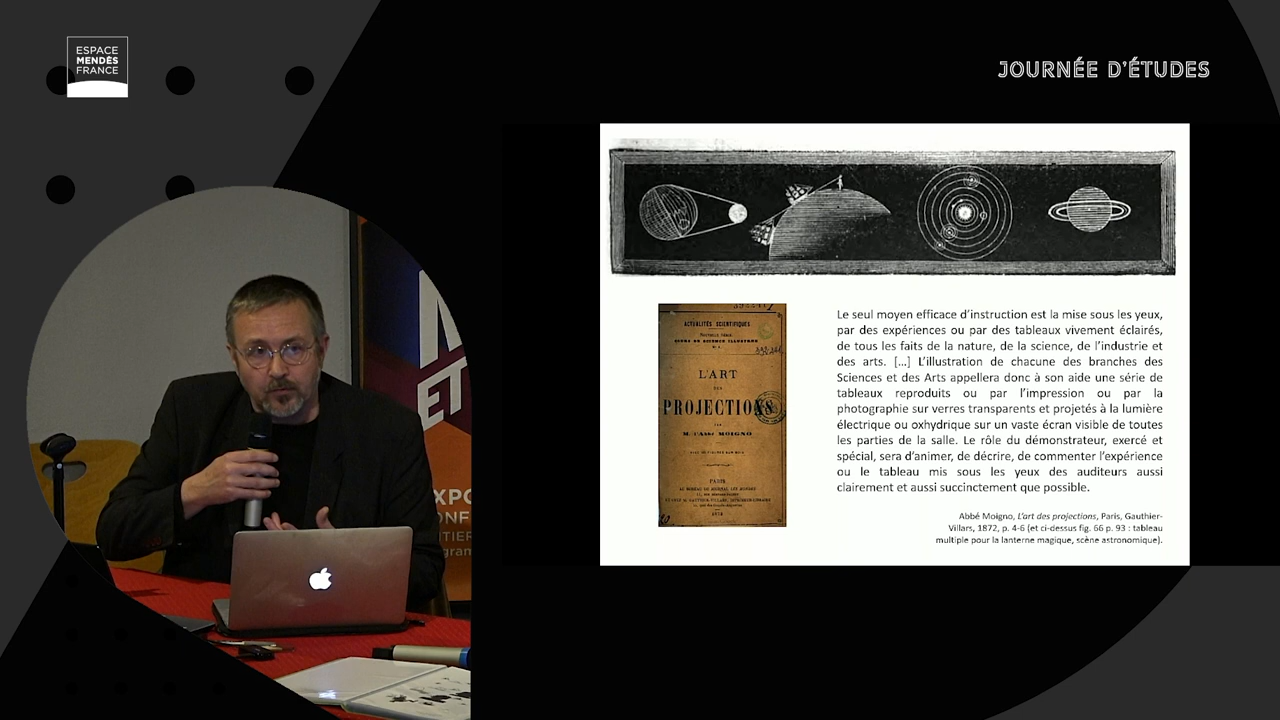 ESPACE
MENDÈS
FRANCE
JOURNÉE D'ÉTUDES
ACTUALITÉS SCIENTIFIQUES
COURS DE SCIENCE ILLUSTRÉE
L'ART
DES
PROJECTIONS
PAR
M. l'Abbé MOIGNO
PARIS
Le seul moyen efficace d'instruction est la mise sous les yeux,
par des expériences ou par des tableaux vivement éclairés,
de tous les faits de la nature, de la science, de l'industrie et
des arts. [...] L'illustration de chacune des branches des
Sciences et des Arts appellera donc à son aide une série de
tableaux reproduits ou par l'impression ou par la
photographie sur verres transparents et projetés à la lumière
électrique ou oxhydrique sur un vaste écran visible de toutes
les parties de la salle. Le rôle du démonstrateur, exercé et
spécial, sera d'animer, de décrire, de commenter l'expérience
ou le tableau mis sous les yeux des auditeurs aussi
clairement et aussi succinctement que possible.
Abbé Moigno, L'art des projections, Paris, Gauthier-
Villars, 1872, p. 4-6 (et ci-dessus fig. 66 p. 93 : tableau
multiple pour la lanterne magique, scène astronomique).
ET